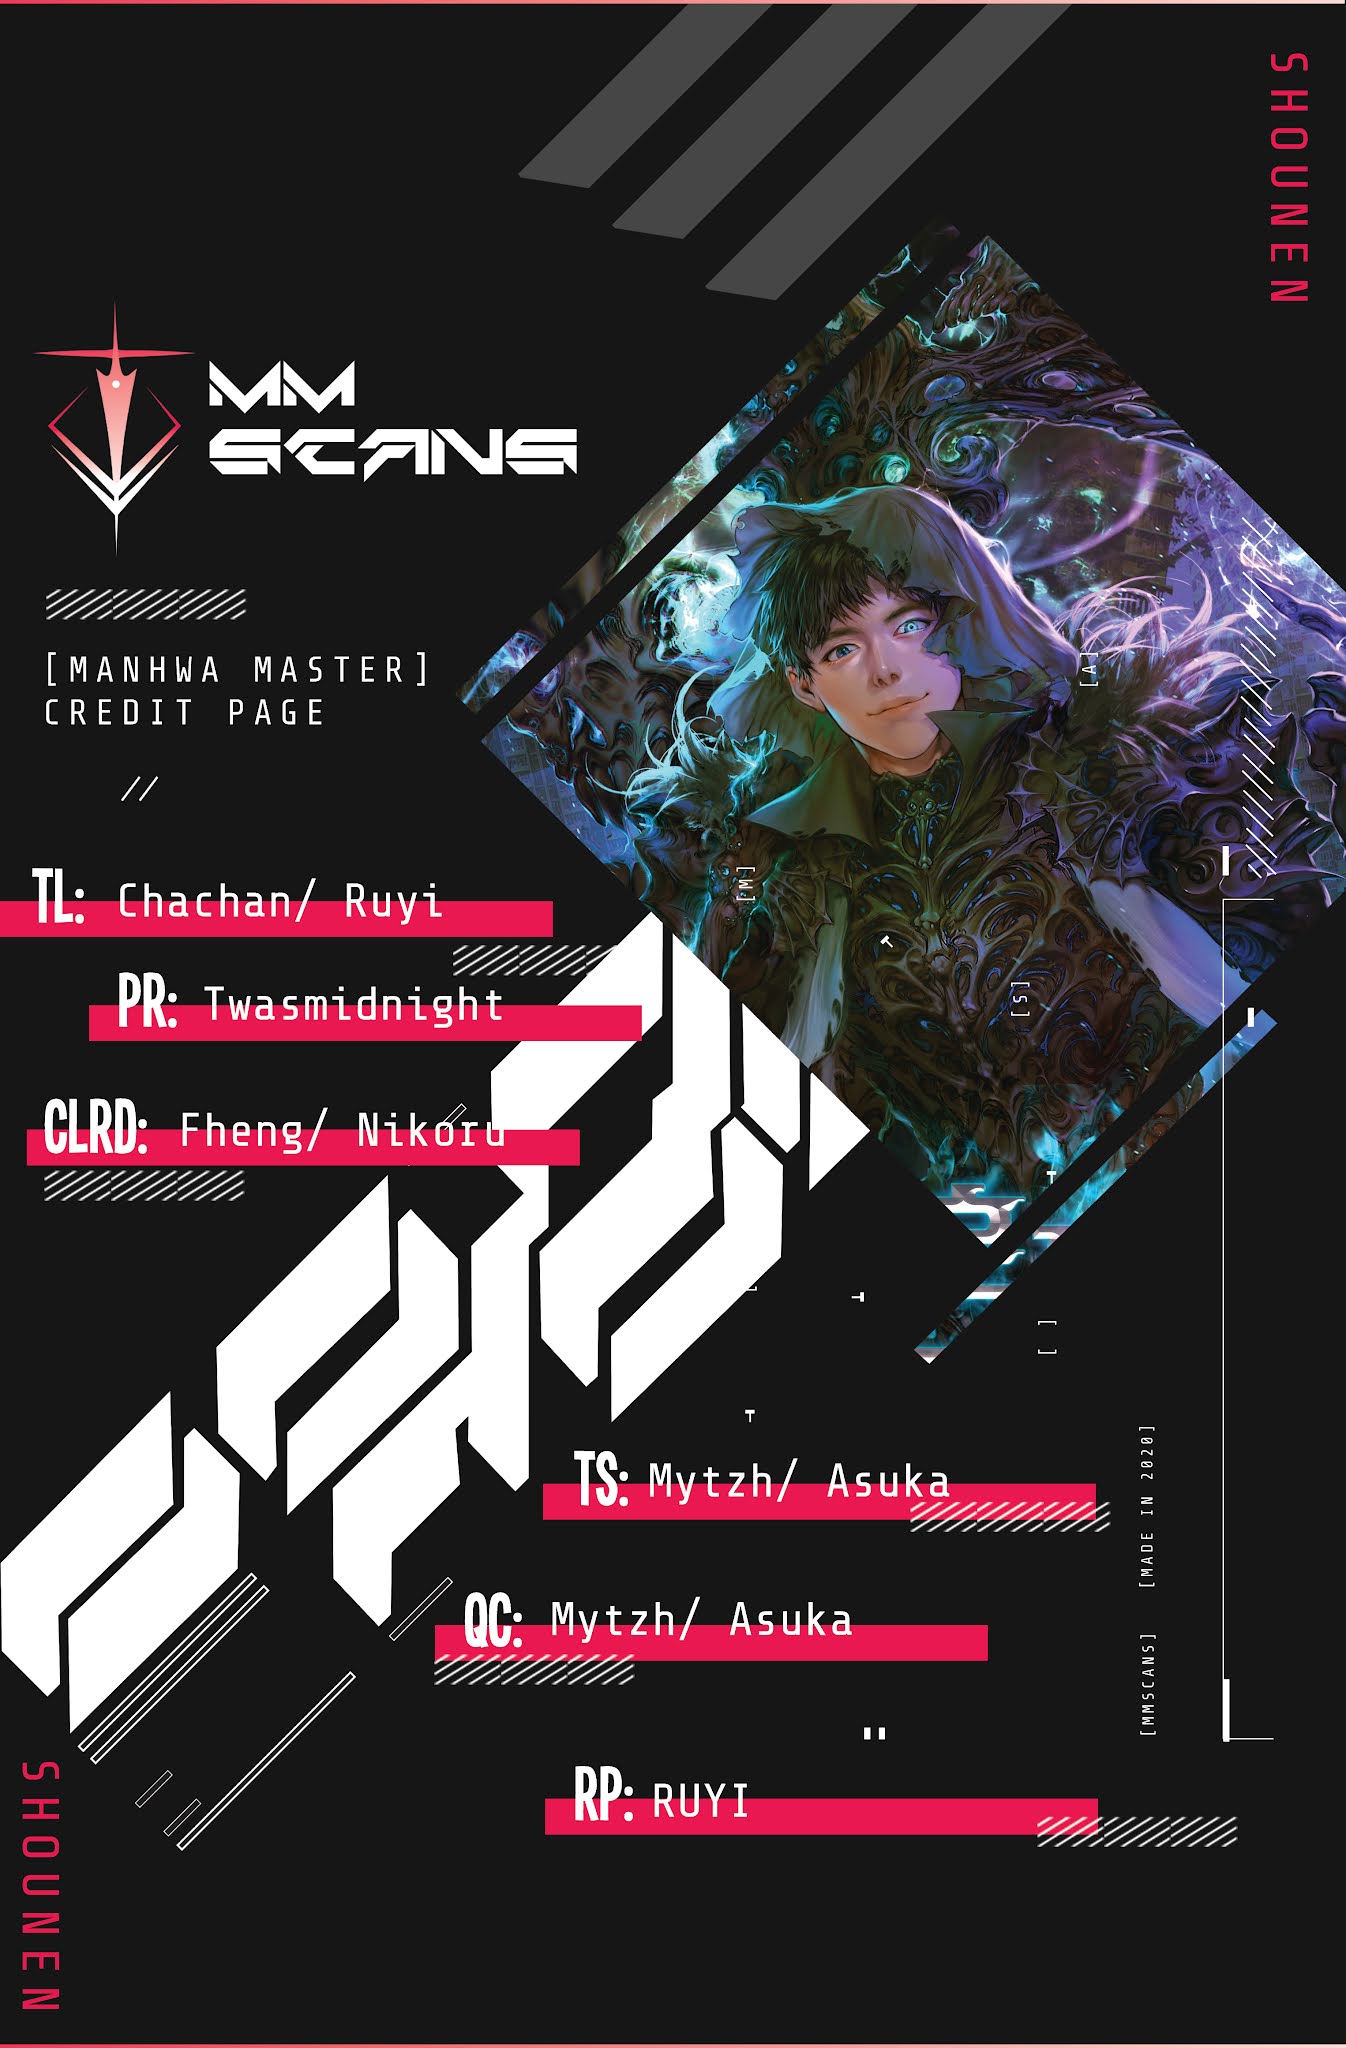 SHOUNEN
MM
SCANS
[MANHWA MASTER]
CREDIT PAGE
//
TL: Chachan/ Ruyi
PR: Twasmidnight
CLRD: Fheng/ Nikoru
[A]
[M]
T
[S]
T
T
[ ]
T
TS: Mytzh/ Asuka
QC: Mytzh/ Asuka
RP: RUYI
[MMSCANS] [MADE IN 2020]
SHOUNEN